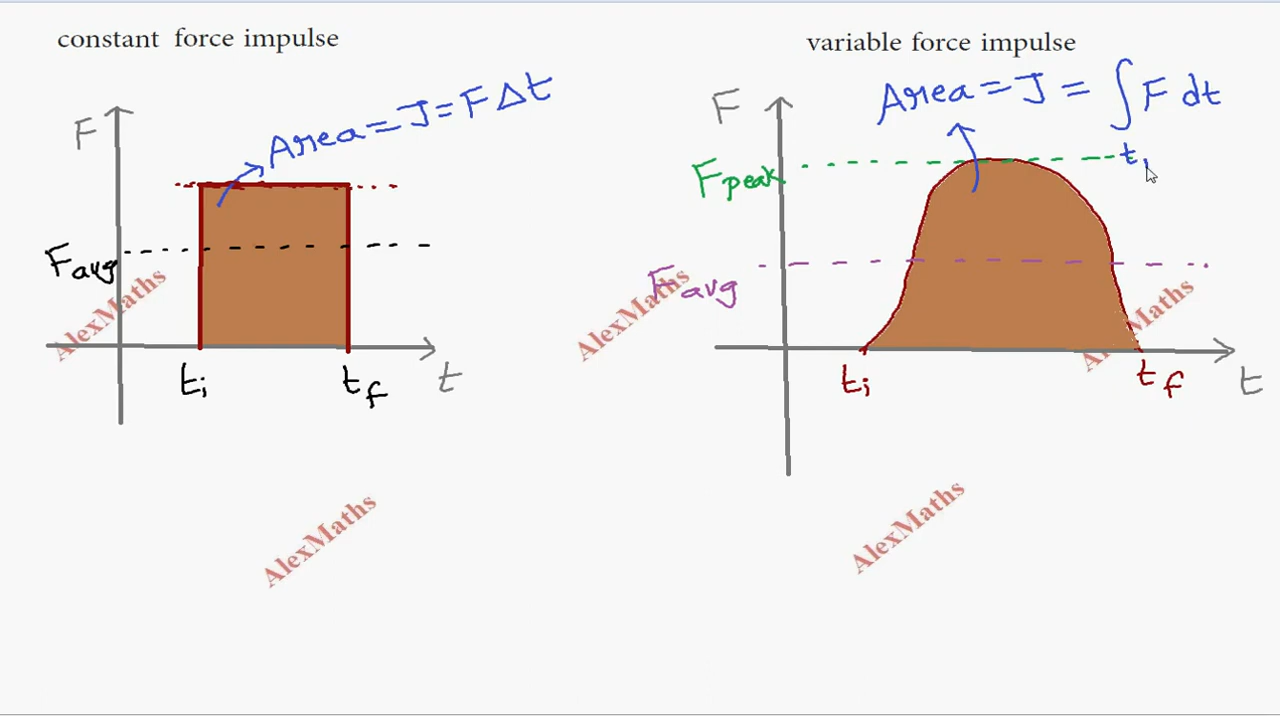 constant force impulse
F
Area = J = F Δt
Favg
AlexMaths
ti
tf
t
variable force impulse
F
Area = J = ∫ F dt
ti
Fpeak
Favg
AlexMaths
AlexMaths
ti
tf
t
AlexMaths
AlexMaths